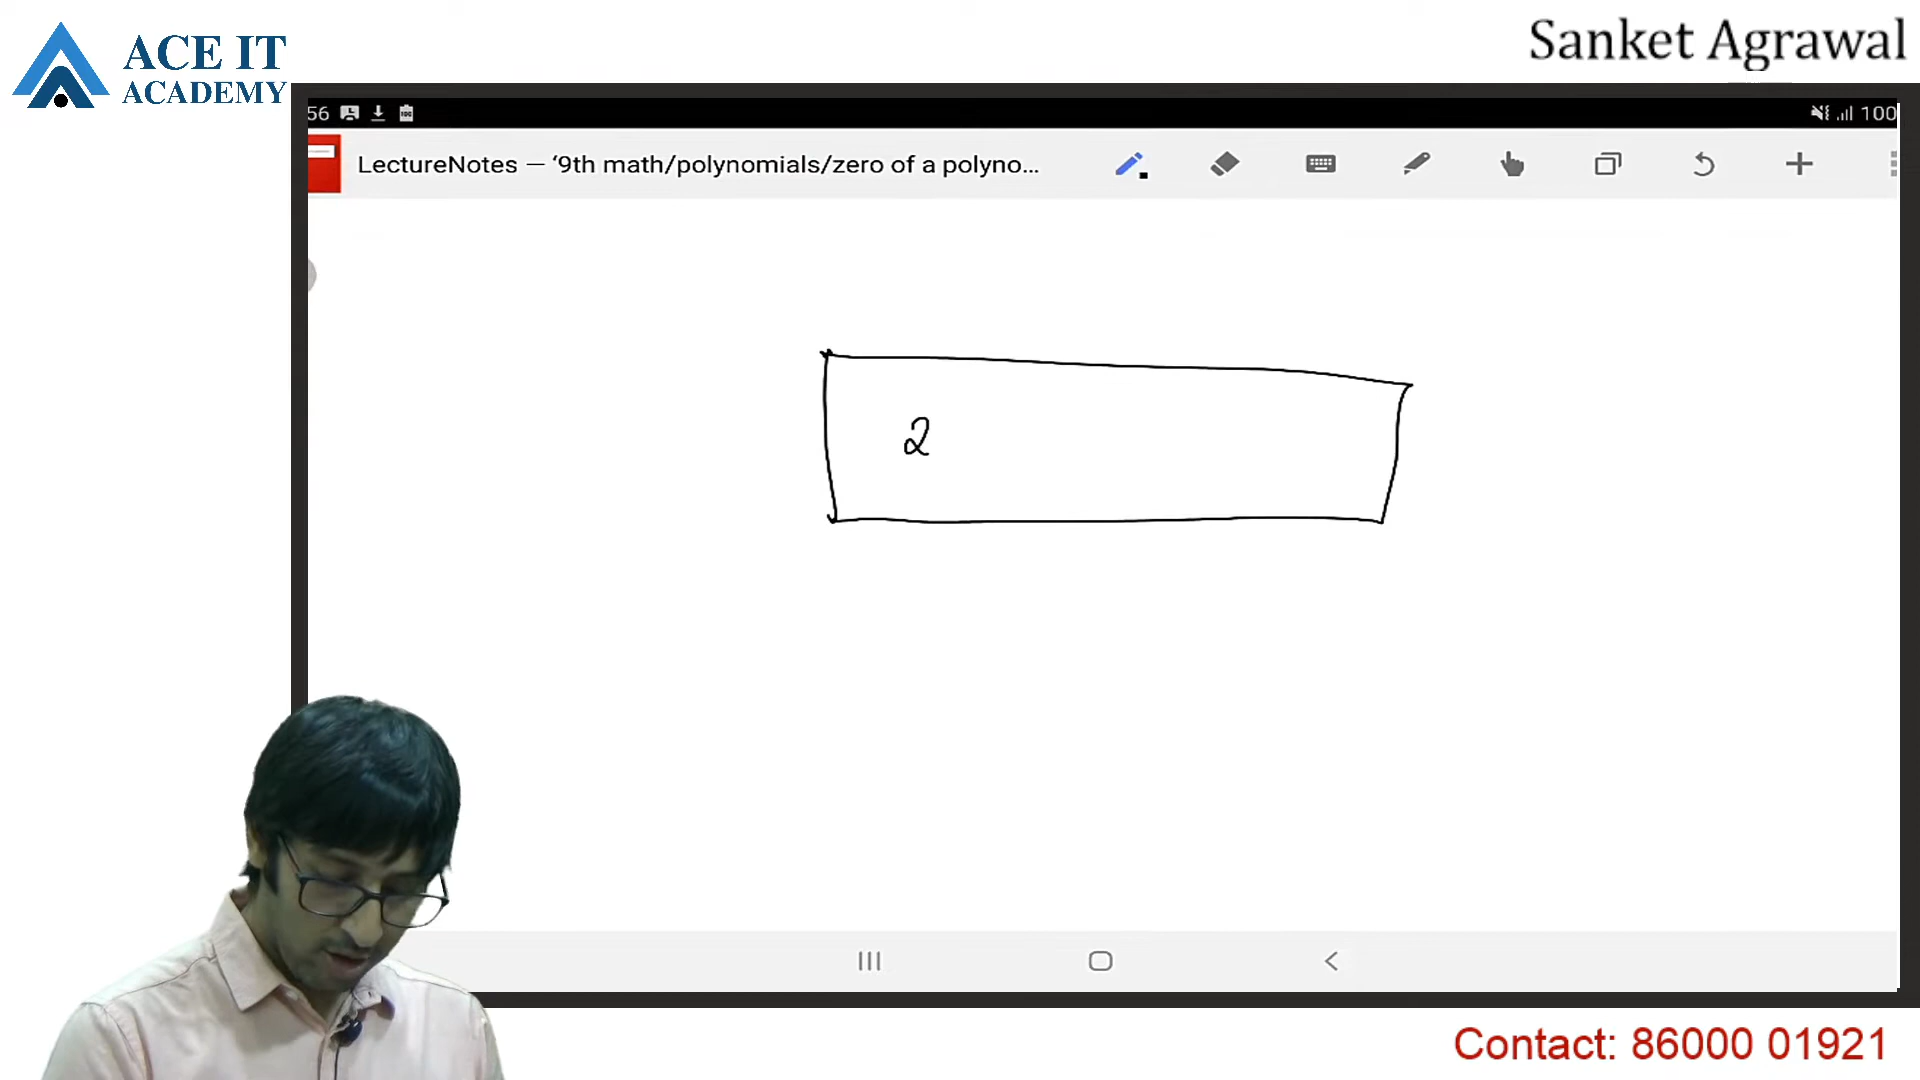 ACE IT
ACADEMY
Sanket Agrawal
56
100
LectureNotes — ‘9th math/polynomials/zero of a polyno...
2
Contact: 86000 01921